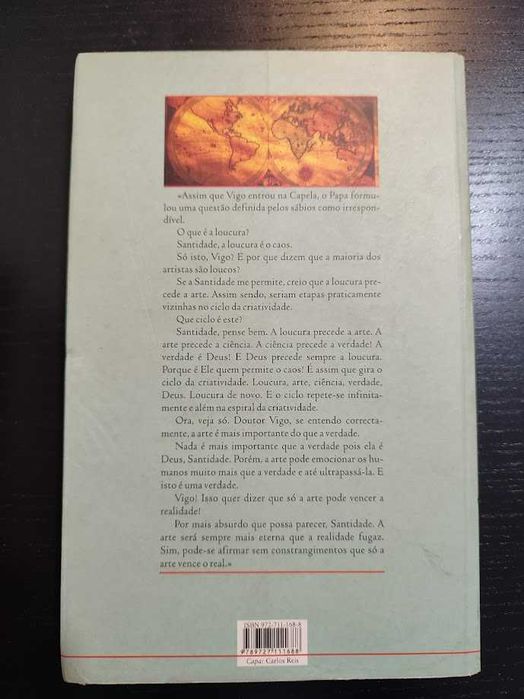 «Assim que Vigo entrou na Capela, o Papa formu-
lou uma questão definida pelos sábios como irrespon-
dível.
O que é a loucura?
Santidade, a loucura é o caos.
Só isto, Vigo? E por que dizem que a maioria dos
artistas são loucos?
Se a Santidade me permite, creio que a loucura pre-
cede a arte. Assim sendo, seriam etapas praticamente
vizinhas no ciclo da criatividade.
Que ciclo é este?
Santidade, pense bem. A loucura precede a arte. A
arte precede a ciência. A ciência precede a verdade! A
verdade é Deus! E Deus precede sempre a loucura.
Porque é Ele quem permite o caos! É assim que gira o
ciclo da criatividade. Loucura, arte, ciência, verdade,
Deus. Loucura de novo. E o ciclo repete-se infinita-
mente e além na espiral da criatividade.
Ora, veja só. Doutor Vigo, se entendo correcta-
mente, a arte é mais importante do que a verdade.
Nada é mais importante que a verdade pois ela é
Deus, Santidade. Porém, a arte pode emocionar os hu-
manos muito mais que a verdade e até ultrapassá-la. E
isto é uma verdade.
Vigo! Isso quer dizer que só a arte pode vencer a
realidade!
Por mais absurdo que possa parecer, Santidade. A
arte será sempre mais eterna que a realidade fugaz.
Sim, pode-se afirmar sem constrangimentos que só a
arte vence o real.»
ISBN 972-711-168-8
9789727111688
Capa: Carlos Reis